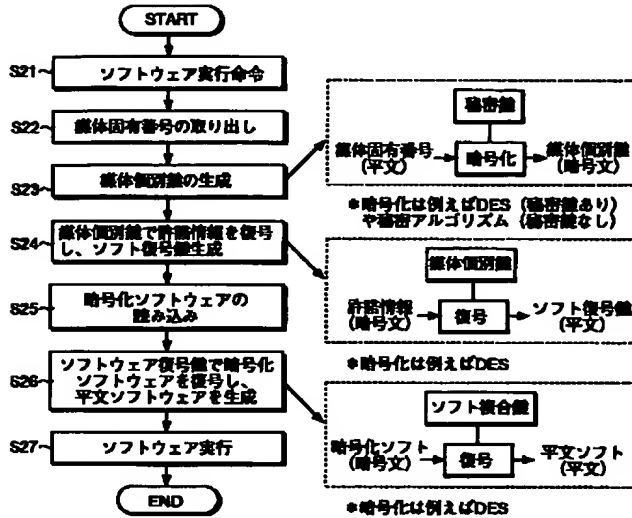 START
S21
ソフトウェア実行命令
S22
媒体固有番号の取り出し
S23
媒体個別鍵の生成
S24
媒体個別鍵で許諾情報を復号
し、ソフト復号鍵生成
S25
暗号化ソフトウェアの
読み込み
S26
ソフトウェア復号鍵で暗号化
ソフトウェアを復号し、
平文ソフトウェアを生成
S27
ソフトウェア実行
END
秘密鍵
媒体固有番号
(平文)
暗号化
媒体個別鍵
(暗号文)
*暗号化は例えばDES(秘密鍵あり)
や秘密アルゴリズム(秘密鍵なし)
媒体個別鍵
許諾情報
(暗号文)
復号
ソフト復号鍵
(平文)
*暗号化は例えばDES
ソフト複合鍵
暗号化ソフト
(暗号文)
復号
平文ソフト
(平文)
*暗号化は例えばDES